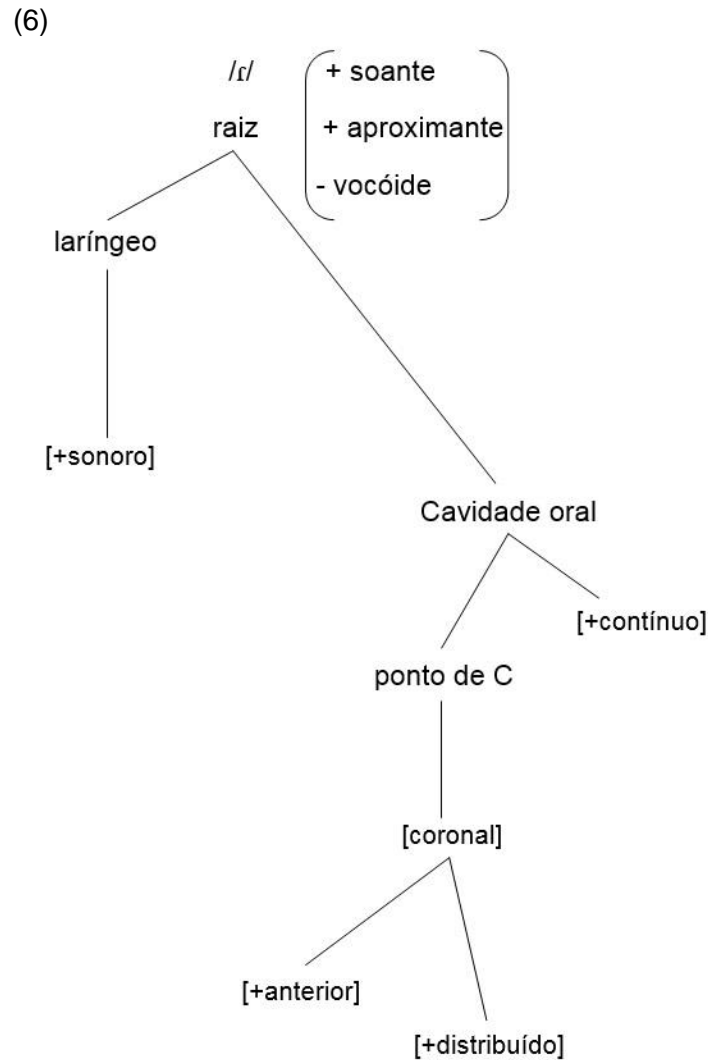 (6)
/ɾ/ + soante
raiz + aproximante
- vocóide
laríngeo
[+sonoro]
Cavidade oral
[+contínuo]
ponto de C
[coronal]
[+anterior]
[+distribuído]